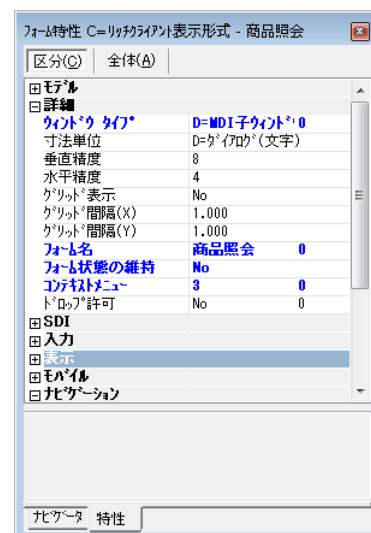 ﾌｫｰﾑ特性 C=ﾘｯﾁｸﾗｲｱﾝﾄ表示形式 - 商品照会
区分(C) 全体(A)
ﾓﾃﾞﾙ
詳細
ｳｨﾝﾄﾞｳ ﾀｲﾌﾟ D=MDI子ｳｨﾝﾄﾞｳ 0
寸法単位 D=ﾀﾞｲｱﾛｸﾞ(文字)
垂直精度 8
水平精度 4
ｸﾞﾘｯﾄﾞ表示 No
ｸﾞﾘｯﾄﾞ間隔(X) 1.000
ｸﾞﾘｯﾄﾞ間隔(Y) 1.000
ﾌｫｰﾑ名 商品照会 0
ﾌｫｰﾑ状態の維持 No
ｺﾝﾃｷｽﾄﾒﾆｭｰ 3 0
ﾄﾞﾛｯﾌﾟ許可 No 0
SDI
入力
表示
ﾓﾊﾞｲﾙ
ﾅﾋﾞｹﾞｰｼｮﾝ
ﾅﾋﾞｹﾞｰﾀ 特性